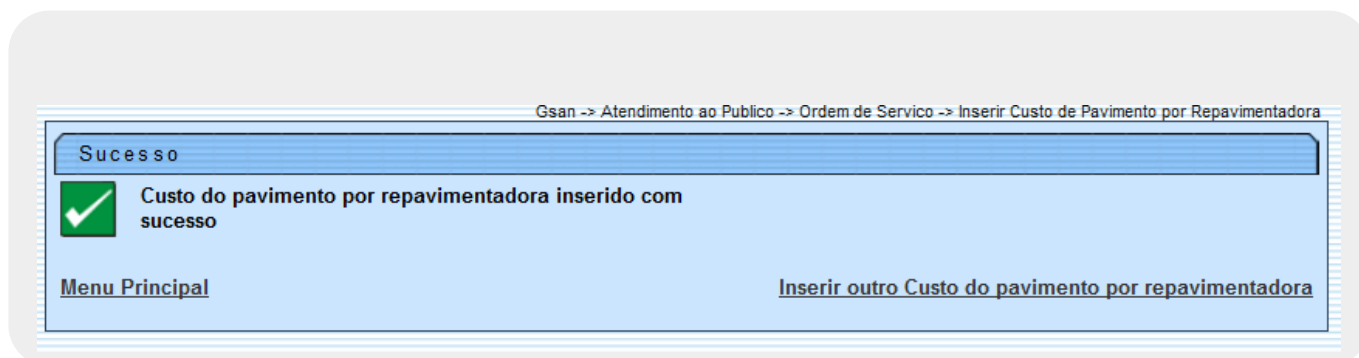 Gsan -> Atendimento ao Publico -> Ordem de Servico -> Inserir Custo de Pavimento por Repavimentadora
Sucesso
Custo do pavimento por repavimentadora inserido com
sucesso
Menu Principal
Inserir outro Custo do pavimento por repavimentadora